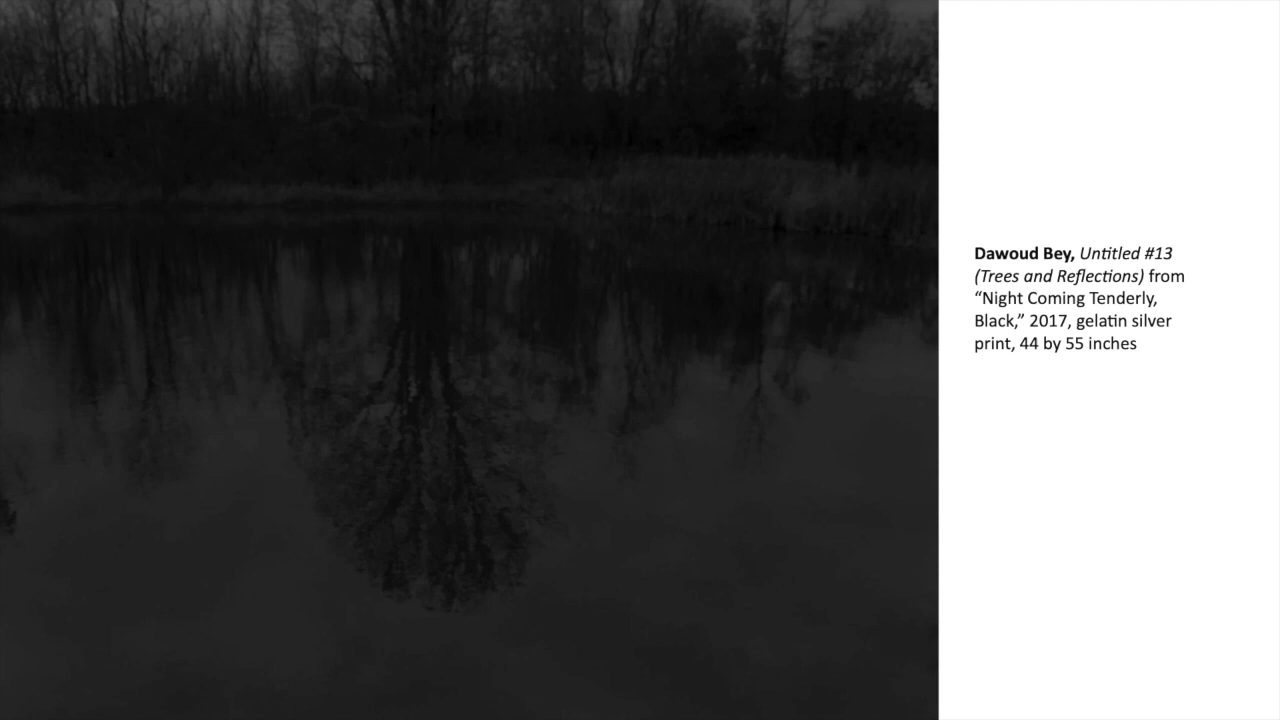 Dawoud Bey, Untitled #13
(Trees and Reflections) from
“Night Coming Tenderly,
Black,” 2017, gelatin silver
print, 44 by 55 inches